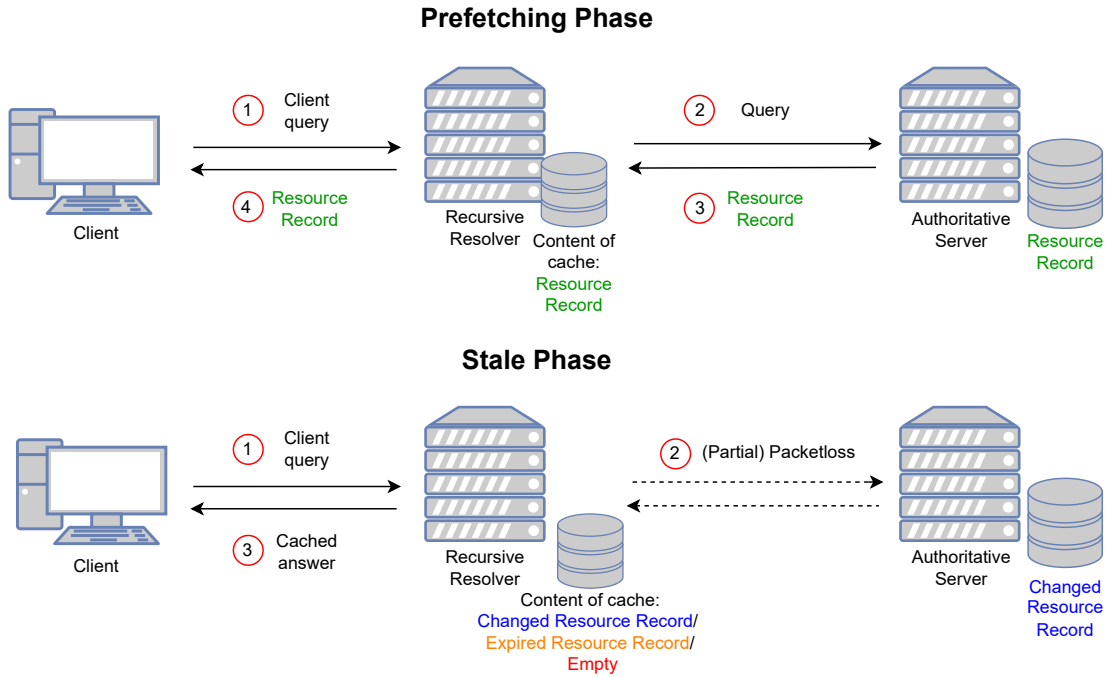 Prefetching Phase
1
Client
query
2
Query
4
Resource
Record
3
Resource
Record
Client
Recursive
Resolver
Content of
cache:
Resource
Record
Authoritative
Server
Resource
Record
Stale Phase
1
Client
query
2
(Partial) Packetloss
3
Cached
answer
Client
Recursive
Resolver
Content of cache:
Changed Resource Record/
Expired Resource Record/
Empty
Authoritative
Server
Changed
Resource
Record